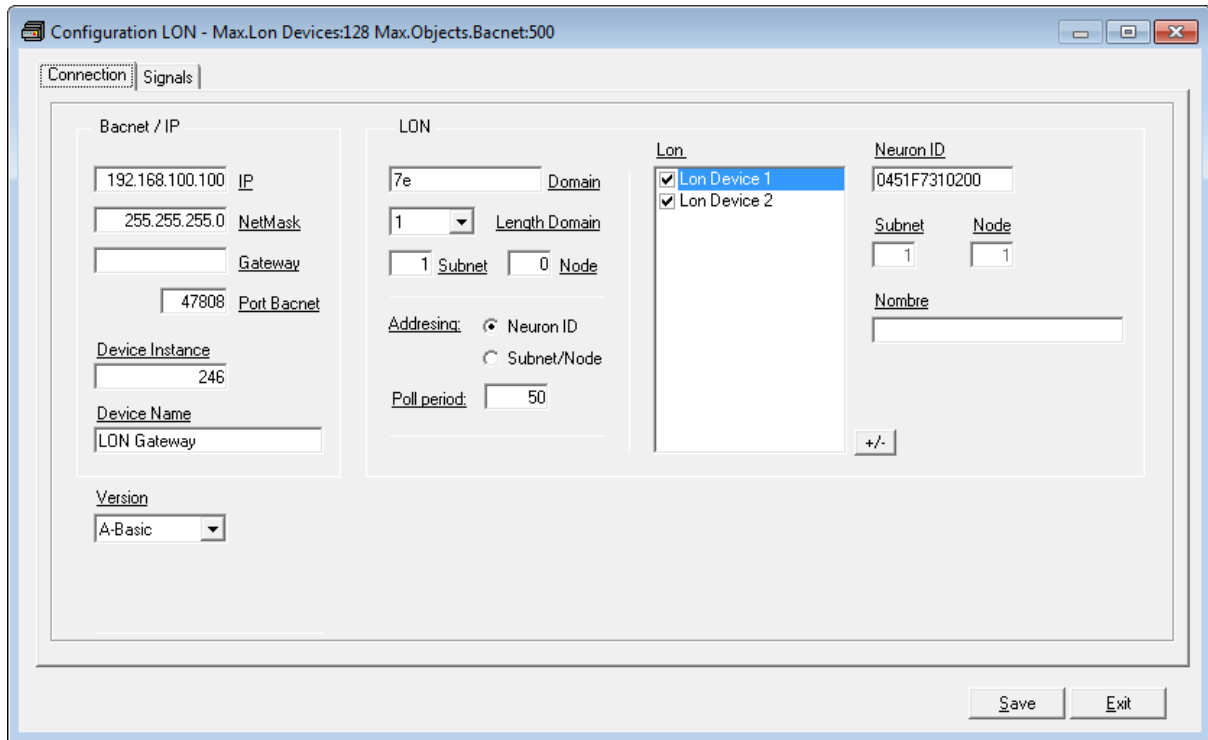 Configuration LON - Max.Lon Devices:128 Max.Objects.Bacnet:500
Connection
Signals
Bacnet / IP
192.168.100.100 IP
255.255.255.0 NetMask
Gateway
47808 Port Bacnet
Device Instance
246
Device Name
LON Gateway
Version
A-Basic
LON
7e Domain
1 Length Domain
1 Subnet 0 Node
Addresing: Neuron ID
Subnet/Node
Poll period: 50
Lon
Lon Device 1
Lon Device 2
+/-
Neuron ID
0451F7310200
Subnet Node
1 1
Nombre
Save Exit